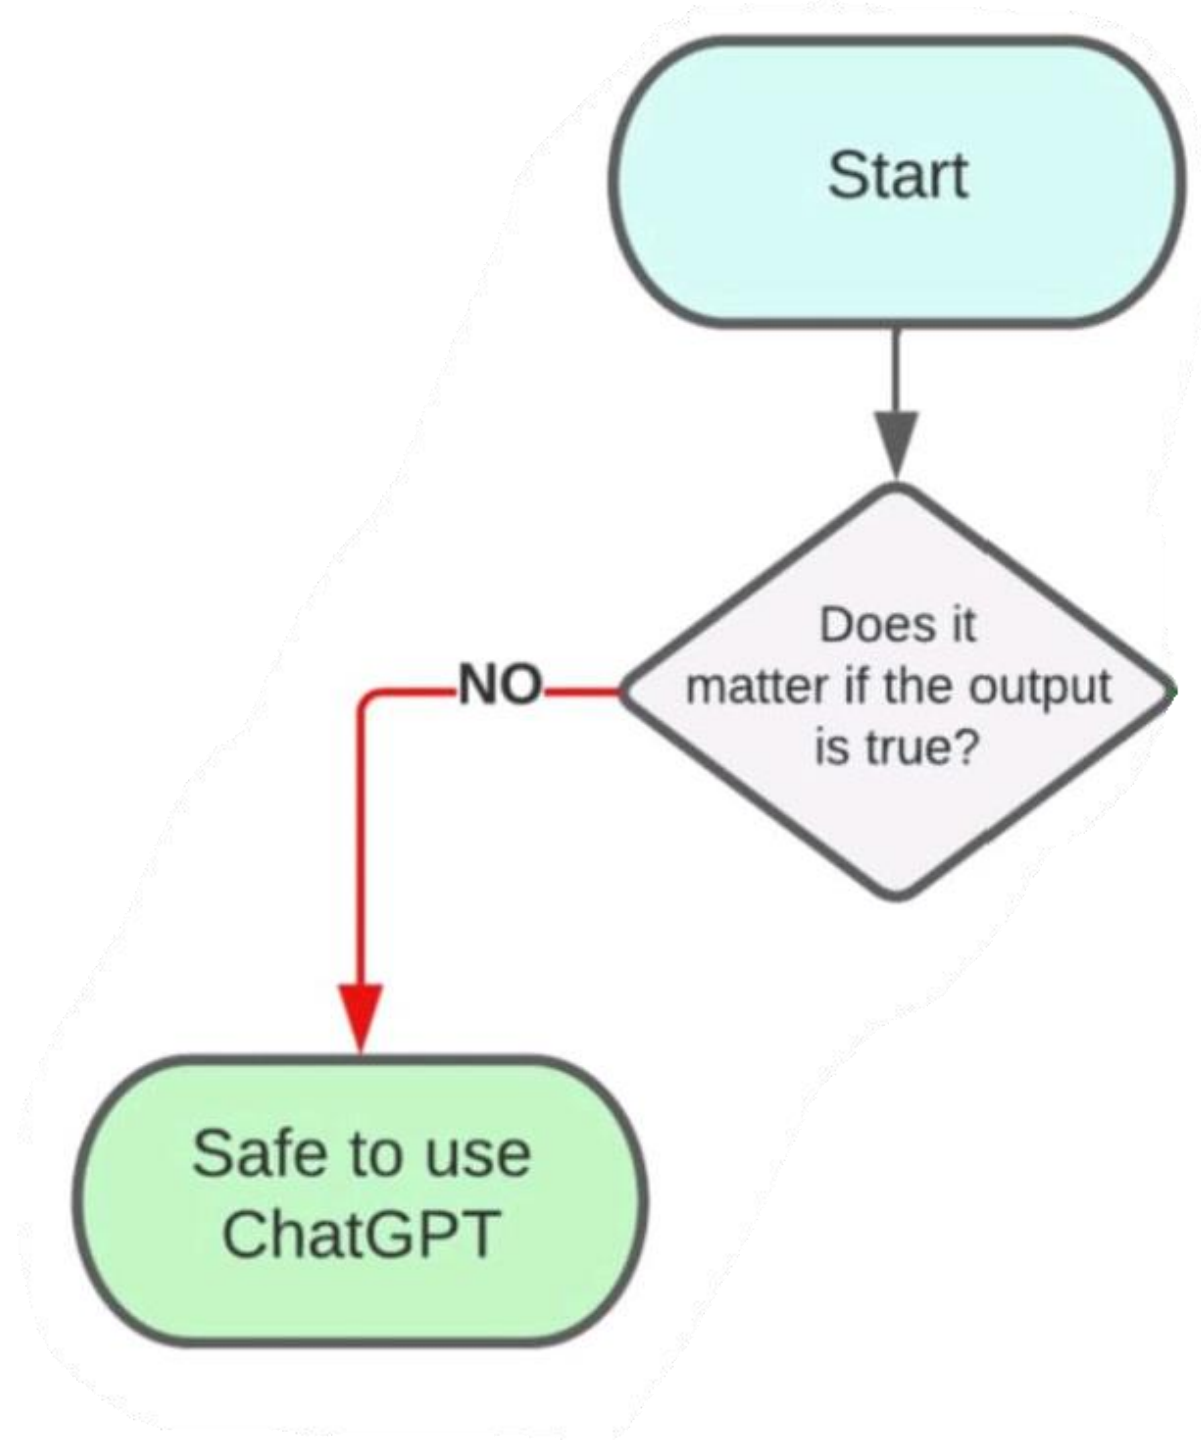 Start
Does it
matter if the output
is true?
NO
Safe to use
ChatGPT